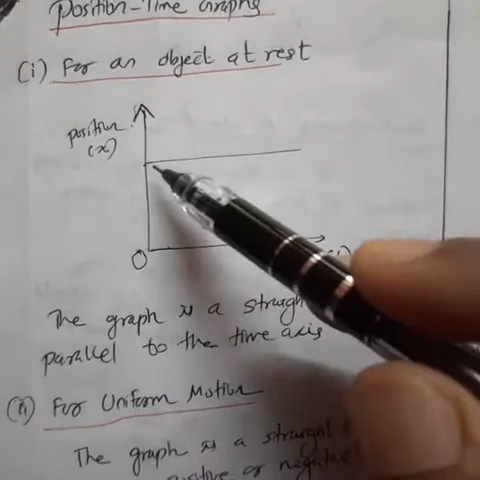 Position-Time Graphs
(i) For an object at rest
position
(x)
O
The graph is a straight
parallel to the time axis
(ii) For Uniform Motion
The graph is a straight
positive or negative